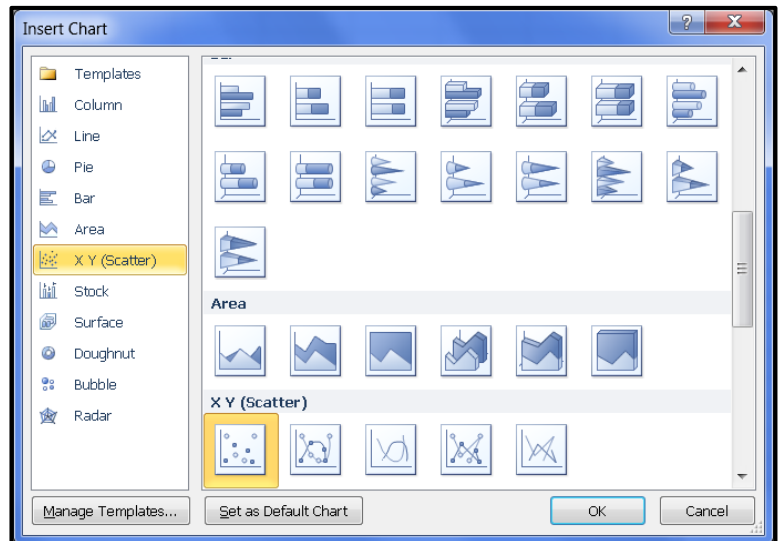 Insert Chart
Templates
Column
Line
Pie
Bar
Area
X Y (Scatter)
Stock
Surface
Doughnut
Bubble
Radar
Area
X Y (Scatter)
Manage Templates...
Set as Default Chart
OK
Cancel